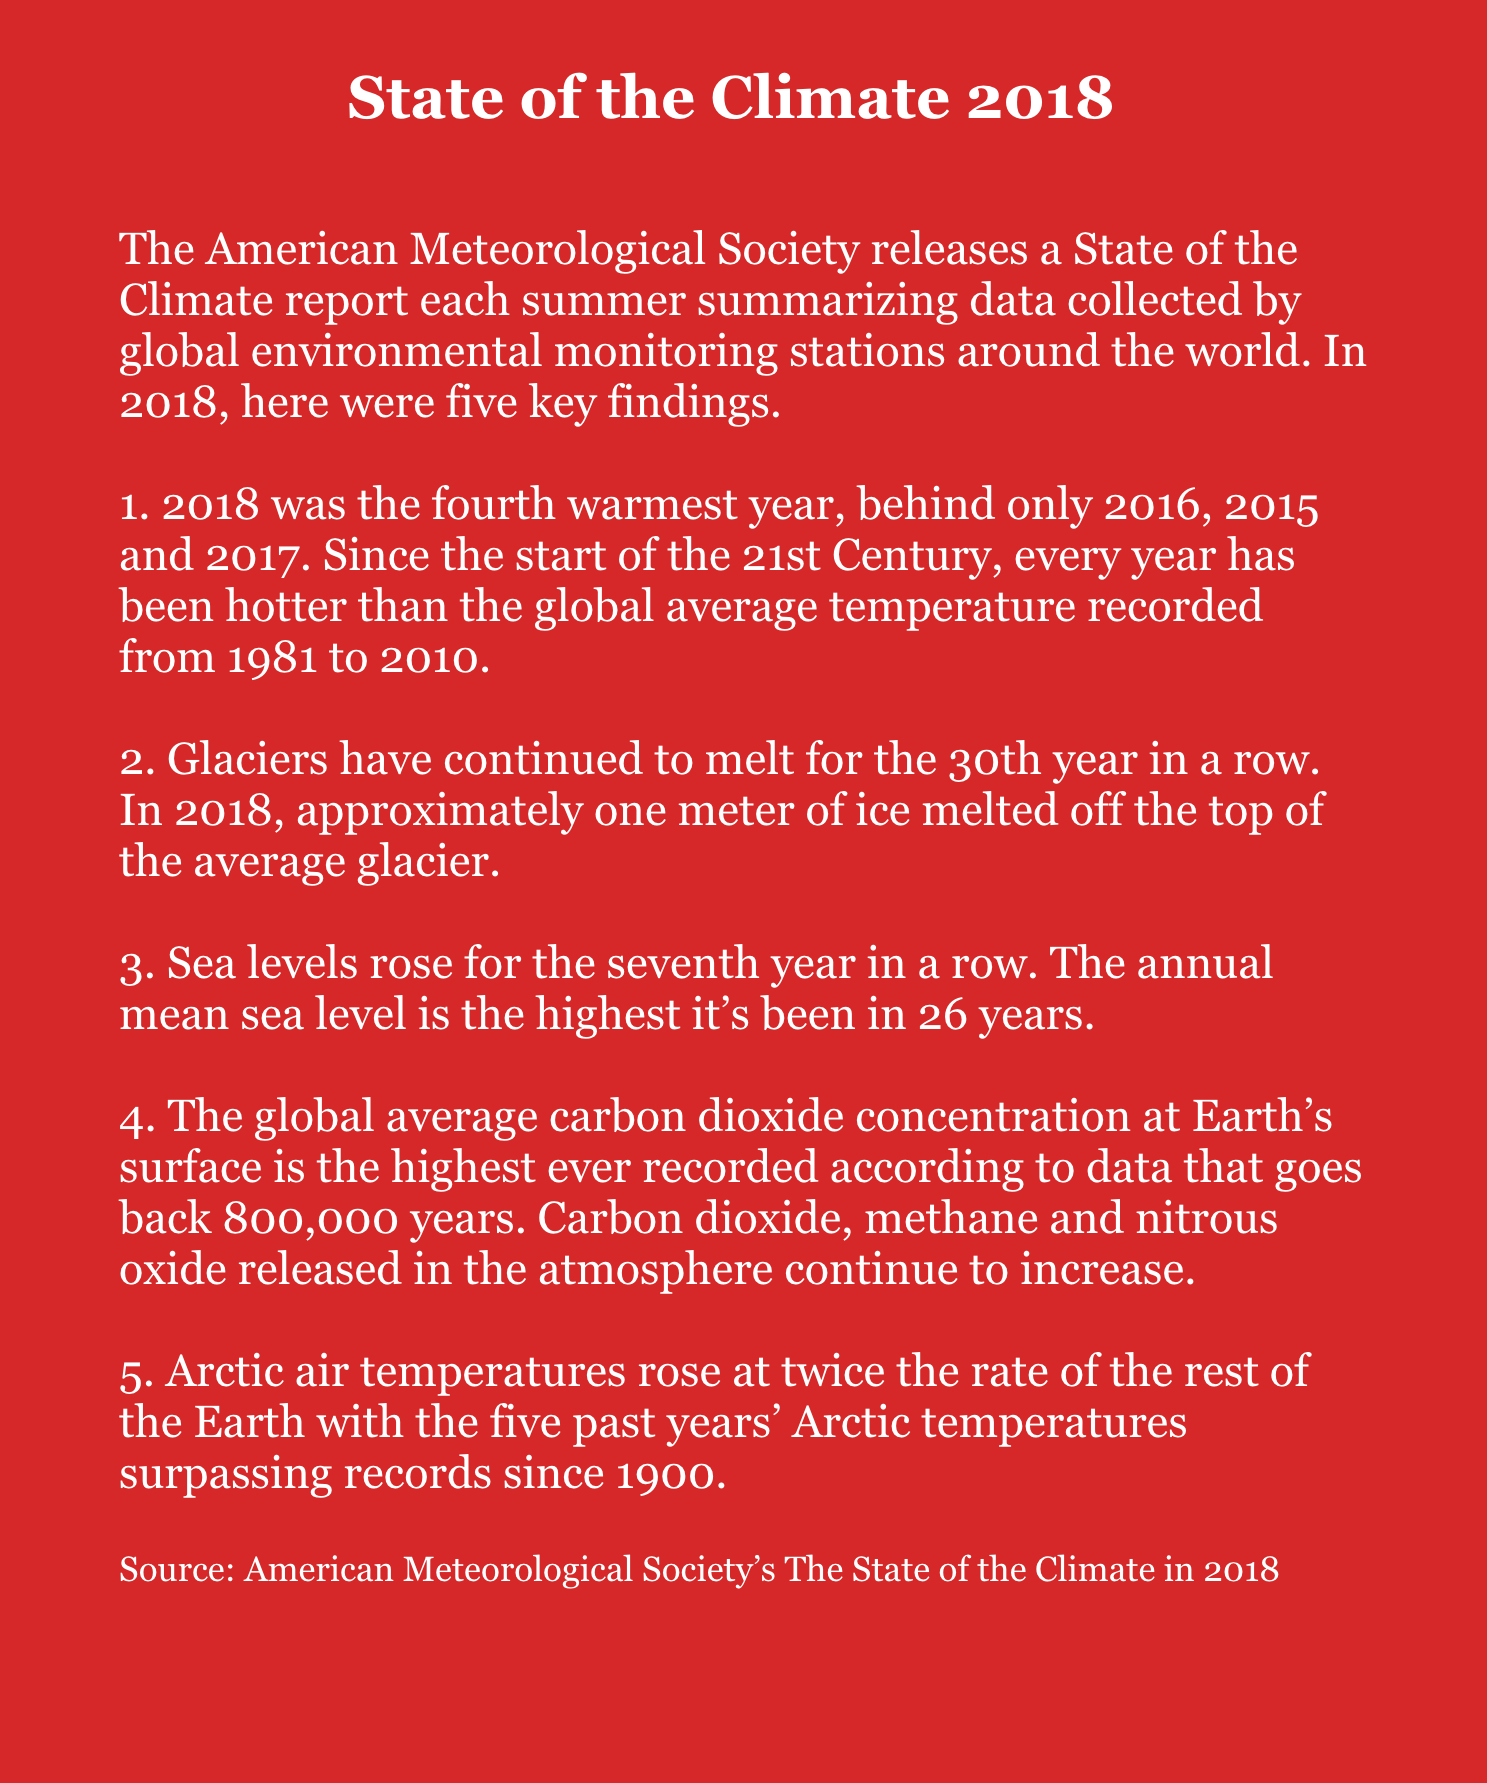 State of the Climate 2018
The American Meteorological Society releases a State of the
Climate report each summer summarizing data collected by
global environmental monitoring stations around the world. In
2018, here were five key findings.
1. 2018 was the fourth warmest year, behind only 2016, 2015
and 2017. Since the start of the 21st Century, every year has
been hotter than the global average temperature recorded
from 1981 to 2010.
2. Glaciers have continued to melt for the 30th year in a row.
In 2018, approximately one meter of ice melted off the top of
the average glacier.
3. Sea levels rose for the seventh year in a row. The annual
mean sea level is the highest it’s been in 26 years.
4. The global average carbon dioxide concentration at Earth’s
surface is the highest ever recorded according to data that goes
back 800,000 years. Carbon dioxide, methane and nitrous
oxide released in the atmosphere continue to increase.
5. Arctic air temperatures rose at twice the rate of the rest of
the Earth with the five past years’ Arctic temperatures
surpassing records since 1900.
Source: American Meteorological Society’s The State of the Climate in 2018